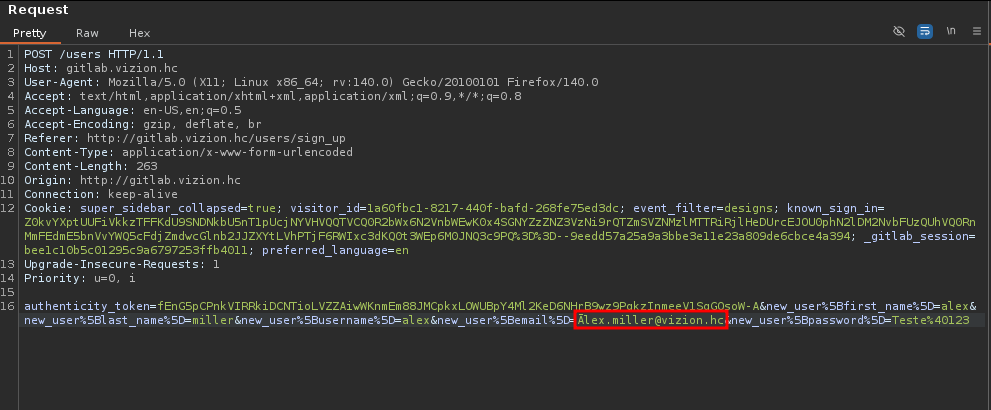 Request
Pretty Raw Hex
\n
1 POST /users HTTP/1.1
2 Host: gitlab.vizion.hc
3 User-Agent: Mozilla/5.0 (X11; Linux x86_64; rv:140.0) Gecko/20100101 Firefox/140.0
4 Accept: text/html,application/xhtml+xml,application/xml;q=0.9,*/*;q=0.8
5 Accept-Language: en-US,en;q=0.5
6 Accept-Encoding: gzip, deflate, br
7 Referer: http://gitlab.vizion.hc/users/sign_up
8 Content-Type: application/x-www-form-urlencoded
9 Content-Length: 263
10 Origin: http://gitlab.vizion.hc
11 Connection: keep-alive
12 Cookie: super_sidebar_collapsed=true; visitor_id=1a60fbc1-8217-440f-bafd-268fe75ed3dc; event_filter=designs; known_sign_in=
Z0kvYXptUUFiVkkzTFFKdU9SNDNkbU5nT1pUcjNYVHVQQTVCQ0R2bWx6N2VnbWEwK0x4SGNYZzZNZ3VzNi9rQTZmSVZNMzlMTTRiRjlHeDUrcEJOU0phN2lDM2NvbFUzQUhVQ0RnMmFEdmE5bnVvYWQ5cFdjZmdwcGlnb2JJZXYtLVhPTjF6RWIxc3dKQ0t3WEp6M0JNQ3c9PQ%3D%3D--9eedd57a25a9a3bbe3e11e23a809de6cbce4a394; _gitlab_session=
bee1c10b5c01295c9a6797253ffb4011; preferred_language=en
13 Upgrade-Insecure-Requests: 1
14 Priority: u=0, i
15
16 authenticity_token=fEnG5pCPnkVIRRkiDCNTioLVZZAiwWKnmEm88JMCpkxLOWUBpY4Ml2KeD6NHrB9wz9PgkzInmeeV1SgGOsoW-A&new_user%5Bfirst_name%5D=alex&
new_user%5Blast_name%5D=miller&new_user%5Busername%5D=alex&new_user%5Bemail%5D=Älex.miller@vizion.hc&new_user%5Bpassword%5D=Teste%40123